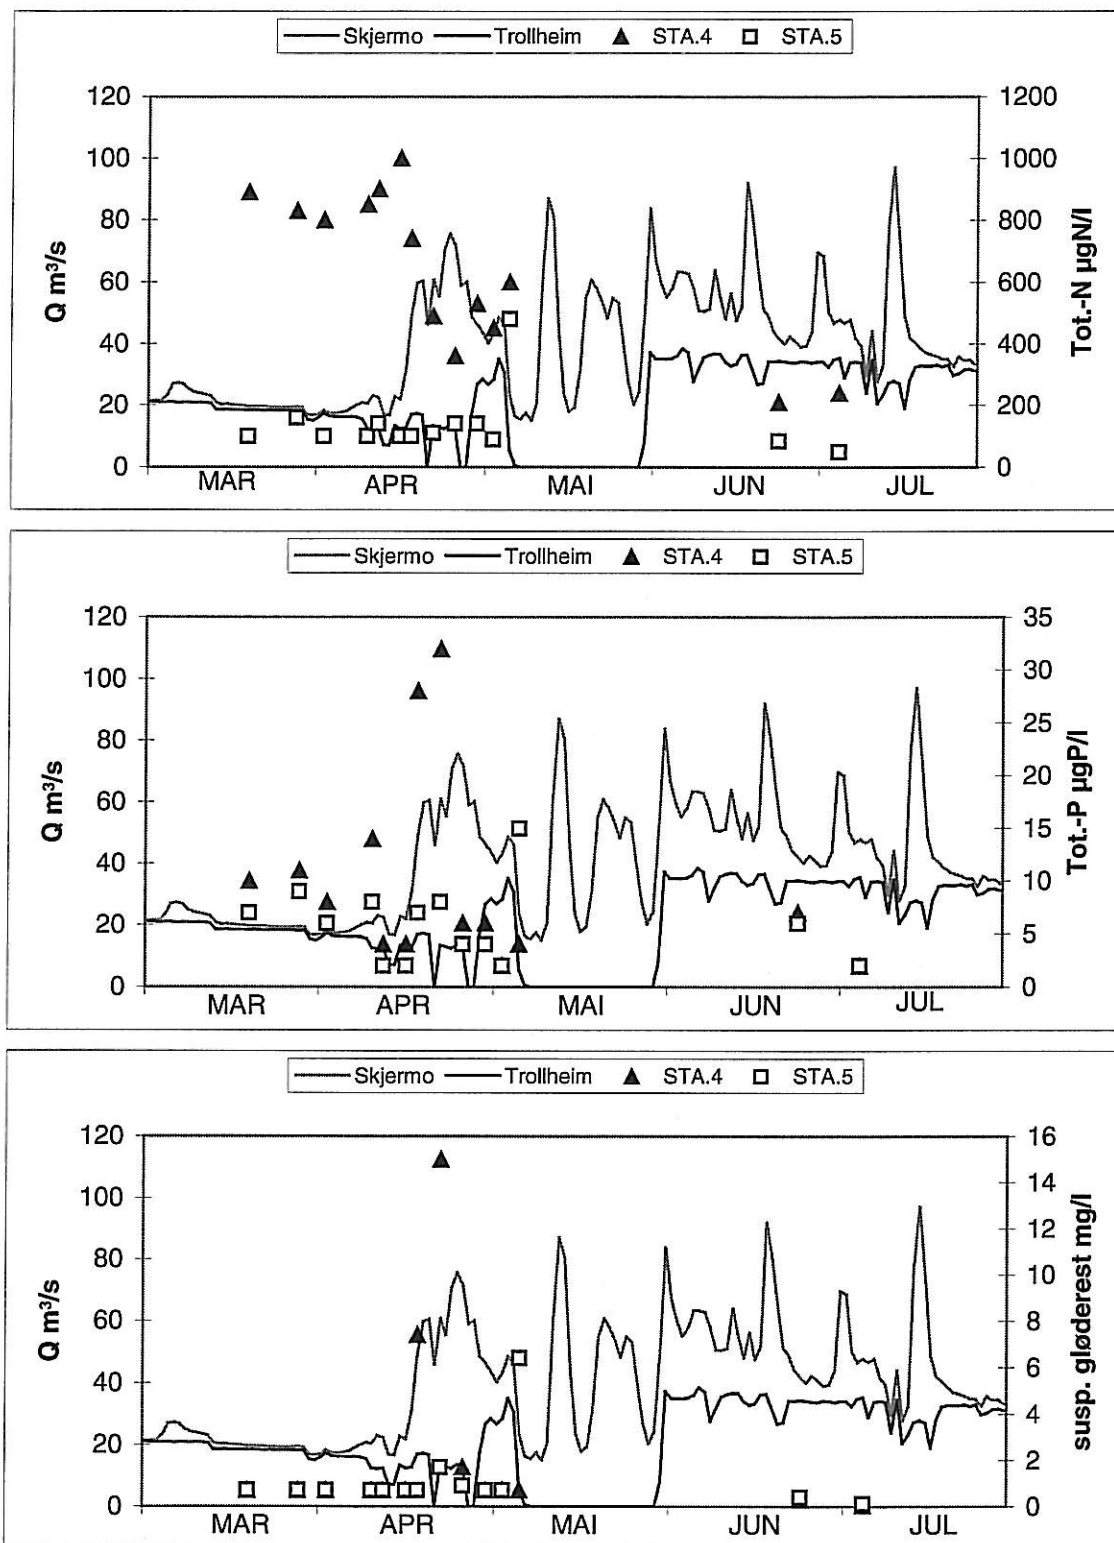 Skjermo Trollheim STA.4 STA.5
120 1200
100 1000
80 800
60 600
40 400
20 200
0 0
Q m³/s
Tot.-N µgN/l
MAR APR MAI JUN JUL
Skjermo Trollheim STA.4 STA.5
120 35
100 30
80 25
60 20
40 15
20 10
0 5
0
Q m³/s
Tot.-P µgP/l
MAR APR MAI JUN JUL
Skjermo Trollheim STA.4 STA.5
120 16
100 14
80 12
60 10
40 8
20 6
0 4
2
0
Q m³/s
susp. gløderest mg/l
MAR APR MAI JUN JUL